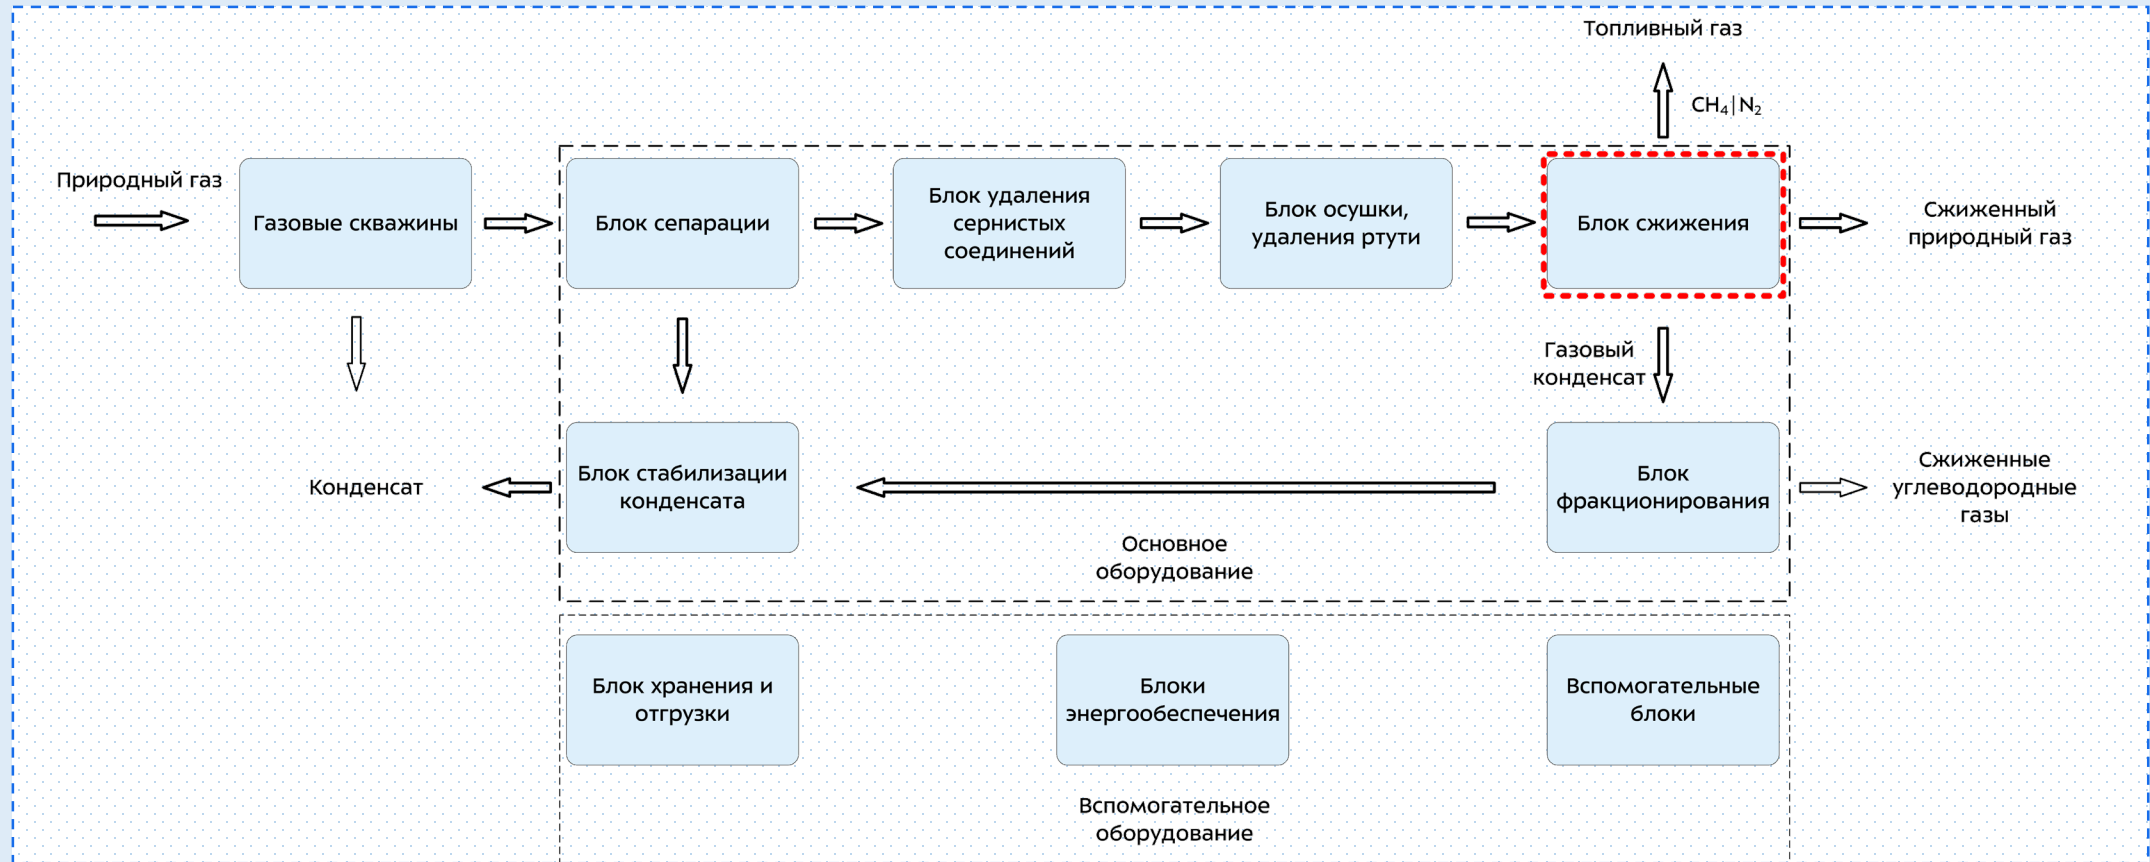 Топливный газ
CH₄|N₂
Природный газ
Газовые скважины
Блок сепарации
Блок удаления
сернистых
соединений
Блок осушки,
удаления ртути
Блок сжижения
Сжиженный
природный газ
Газовый
конденсат
Конденсат
Блок стабилизации
конденсата
Блок
фракционирования
Сжиженные
углеводородные
газы
Основное
оборудование
Блок хранения и
отгрузки
Блоки
энергообеспечения
Вспомогательные
блоки
Вспомогательное
оборудование